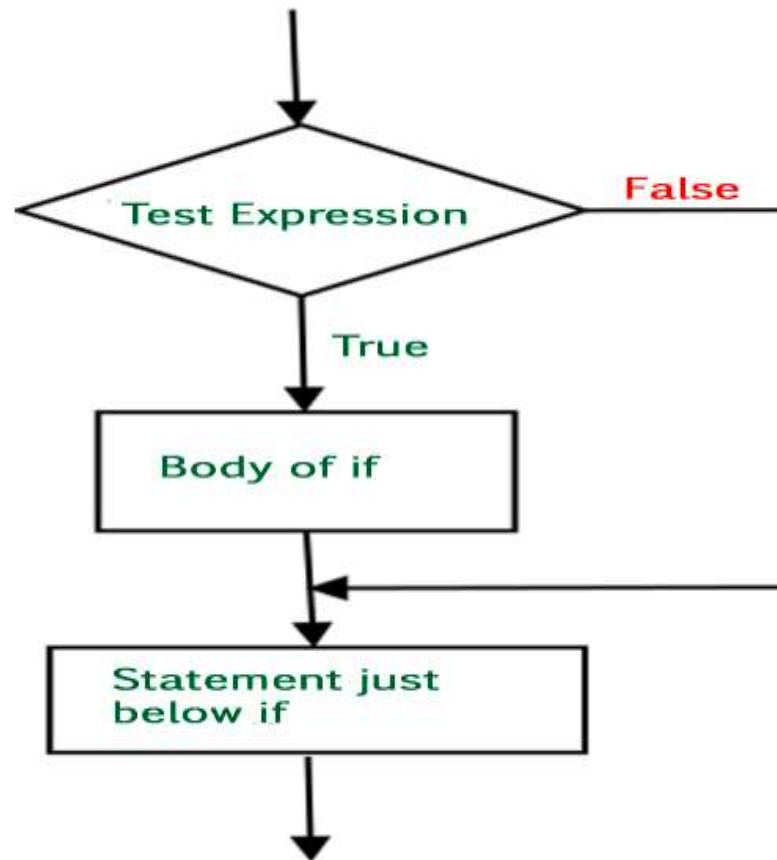 Test Expression
False
True
Body of if
Statement just
below if